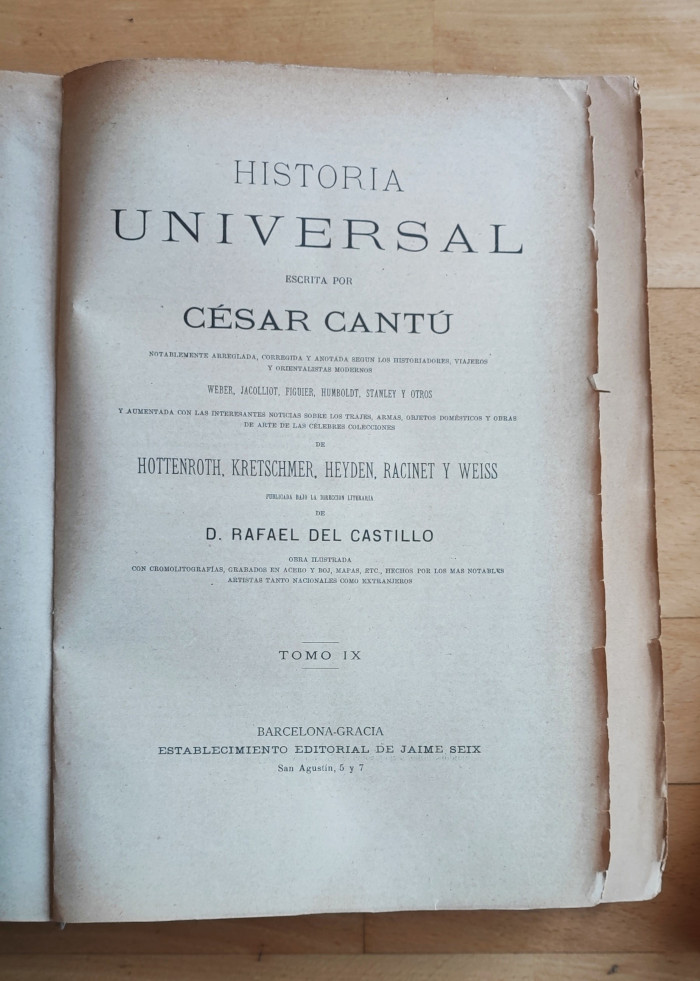 HISTORIA
UNIVERSAL
ESCRITA POR
CÉSAR CANTÚ
NOTABLEMENTE ARREGLADA, CORREGIDA Y ANOTADA SEGUN LOS HISTORIADORES, VIAJEROS
Y ORIENTALISTAS MODERNOS
WEBER, JACOLLIOT, FIGUIER, HUMBOLDT, STANLEY Y OTROS
Y AUMENTADA CON LAS INTERESANTES NOTICIAS SOBRE LOS TRAJES, ARMAS, OBJETOS DOMÉSTICOS Y OBRAS
DE ARTE DE LAS CÉLEBRES COLECCIONES
DE
HOTTENROTH, KRETSCHMER, HEYDEN, RACINET Y WEISS
PUBLICADA BAJO LA DIRECCION LITERARIA
DE
D. RAFAEL DEL CASTILLO
OBRA ILUSTRADA
CON CROMOLITOGRAFÍAS, GRABADOS EN ACERO Y BOJ, MAPAS, ETC., HECHOS POR LOS MAS NOTABLES
ARTISTAS TANTO NACIONALES COMO EXTRANJEROS
TOMO IX
BARCELONA-GRACIA
ESTABLECIMIENTO EDITORIAL DE JAIME SEIX
San Agustin, 5 y 7